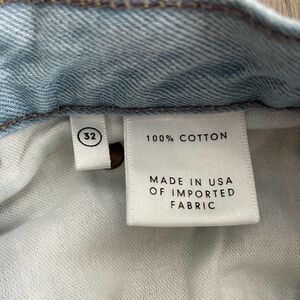 32
100% COTTON
MADE IN USA
OF IMPORTED
FABRIC